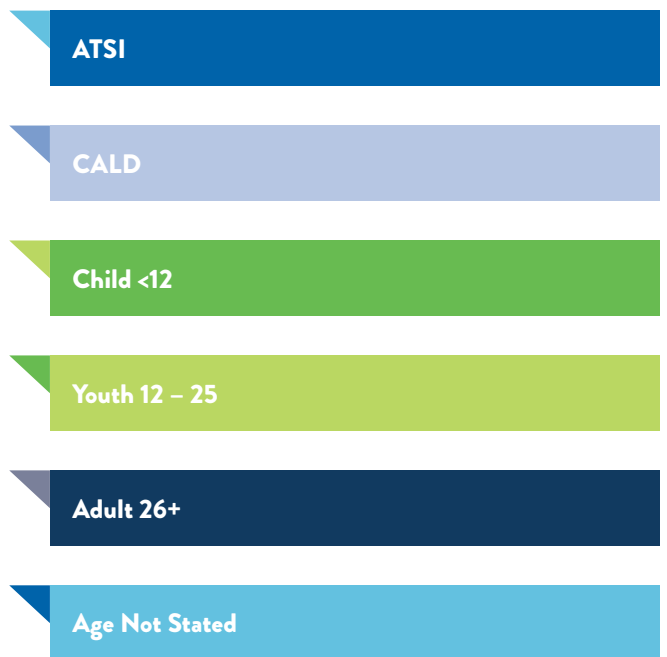 ATSI
CALD
Child <12
Youth 12 – 25
Adult 26+
Age Not Stated